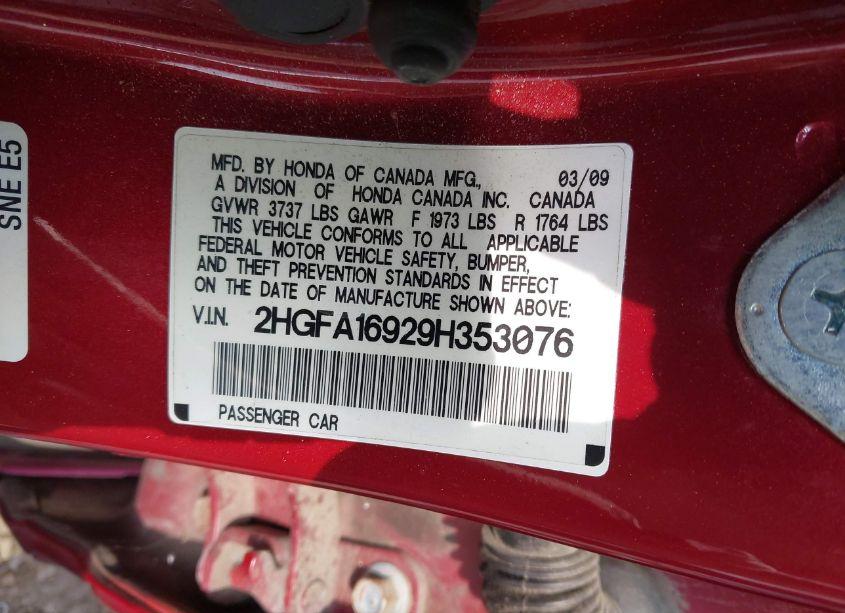 SNE E5
MFD. BY HONDA OF CANADA MFG., 03/09
A DIVISION OF HONDA CANADA INC. CANADA
GVWR 3737 LBS GAWR F 1973 LBS R 1764 LBS
THIS VEHICLE CONFORMS TO ALL APPLICABLE
FEDERAL MOTOR VEHICLE SAFETY, BUMPER,
AND THEFT PREVENTION STANDARDS IN EFFECT
ON THE DATE OF MANUFACTURE SHOWN ABOVE:
V.I.N. 2HGFA16929H353076
PASSENGER CAR